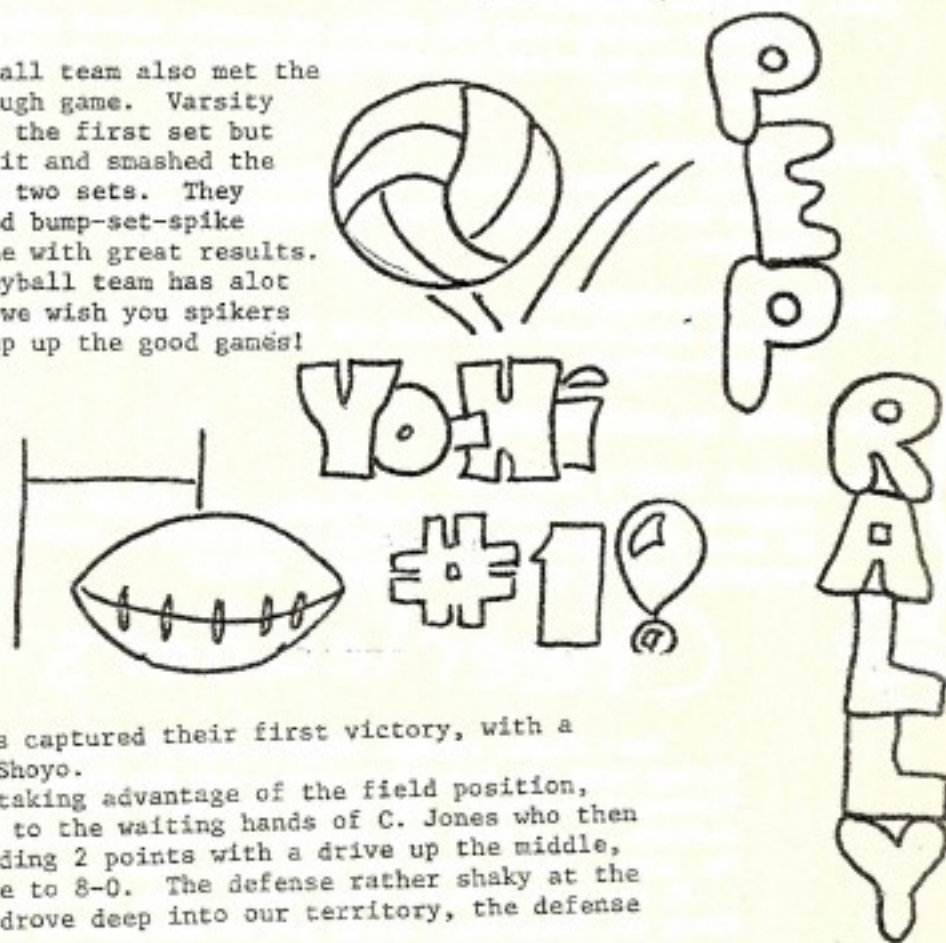 all team also met the
ugh game. Varsity
the first set but
it and smashed the
two sets. They
d bump-set-spike
e with great results.
yball team has alot
we wish you spikers
p up the good games!
PEP
RALLY
Yo-Hi
#1!
s captured their first victory, with a
Shoyo.
taking advantage of the field position,
to the waiting hands of C. Jones who then
ding 2 points with a drive up the middle,
e to 8-0. The defense rather shaky at the
drove deep into our territory, the defense